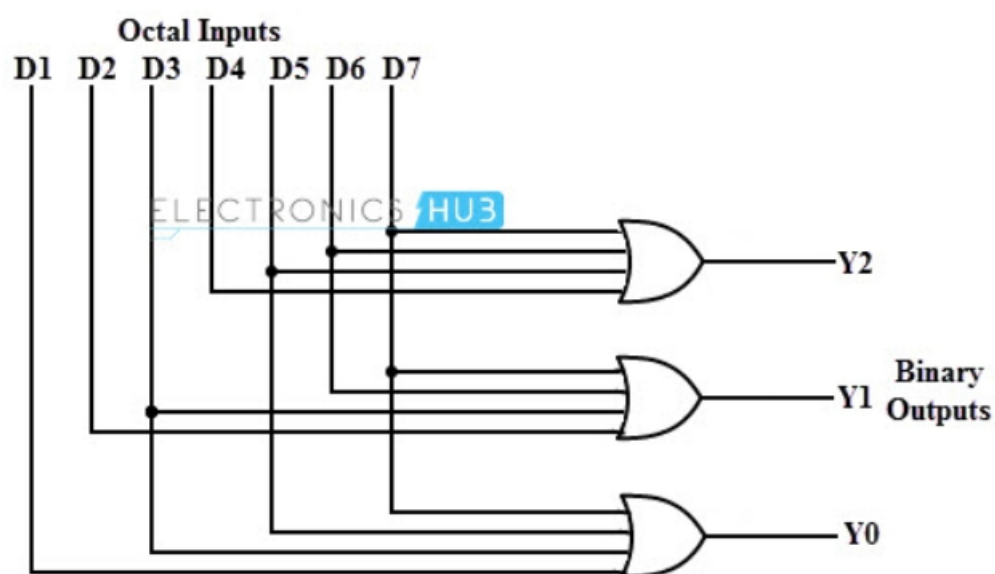 Octal Inputs
D1 D2 D3 D4 D5 D6 D7
ELECTRONICS HUB
Y2
Binary
Y1
Outputs
Y0